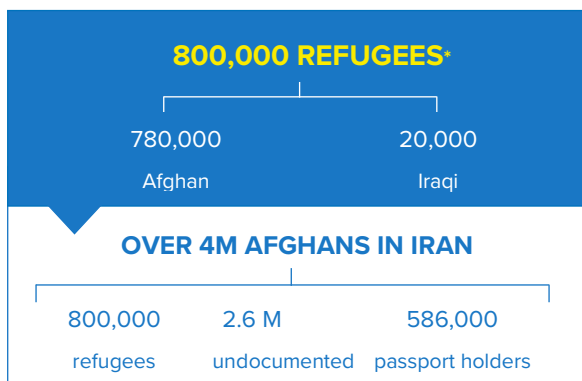 800,000 REFUGEES*
780,000 20,000
Afghan Iraqi
OVER 4M AFGHANS IN IRAN
800,000 2.6 M 586,000
refugees undocumented passport holders